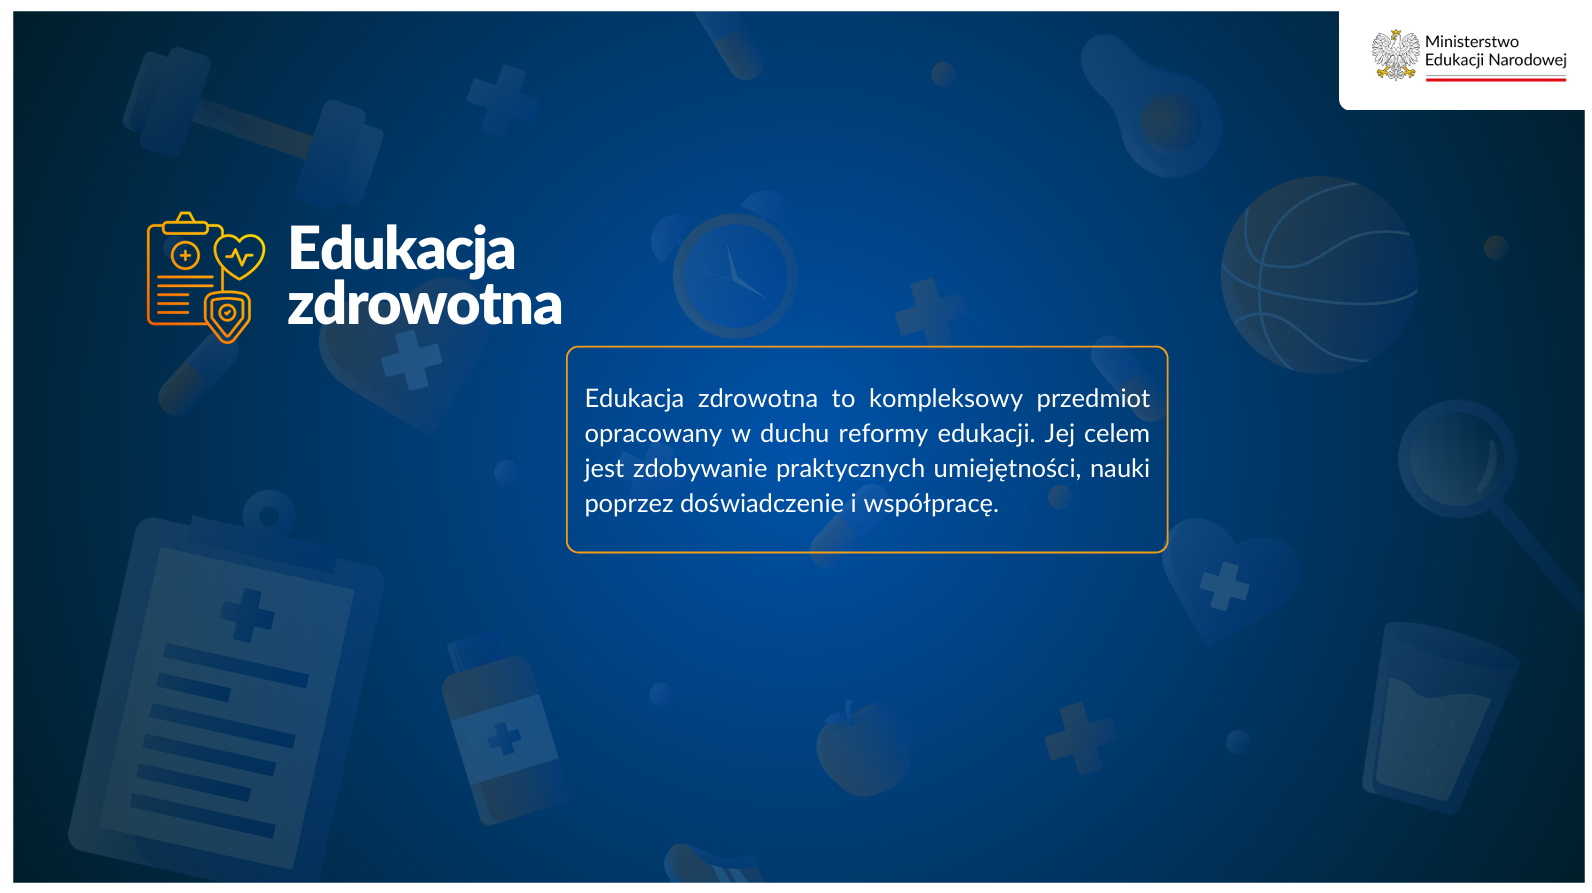 Ministerstwo
Edukacji Narodowej
Edukacja
zdrowotna
Edukacja zdrowotna to kompleksowy przedmiot
opracowany w duchu reformy edukacji. Jej celem
jest zdobywanie praktycznych umiejętności, nauki
poprzez doświadczenie i współpracę.